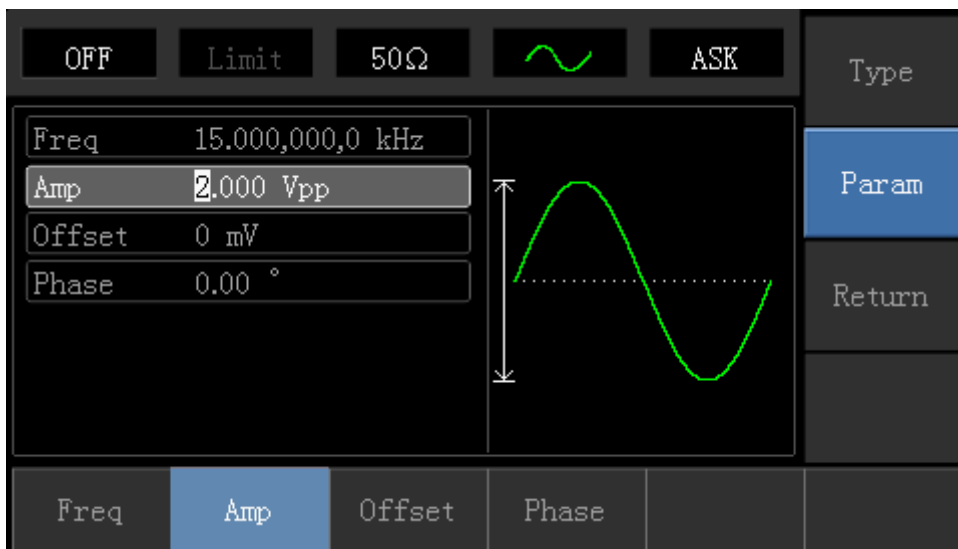 OFF Limit 50Ω ASK
Type
Freq 15.000,000,0 kHz
Amp 2.000 Vpp
Param
Offset 0 mV
Phase 0.00 °
Return
Freq Amp Offset Phase